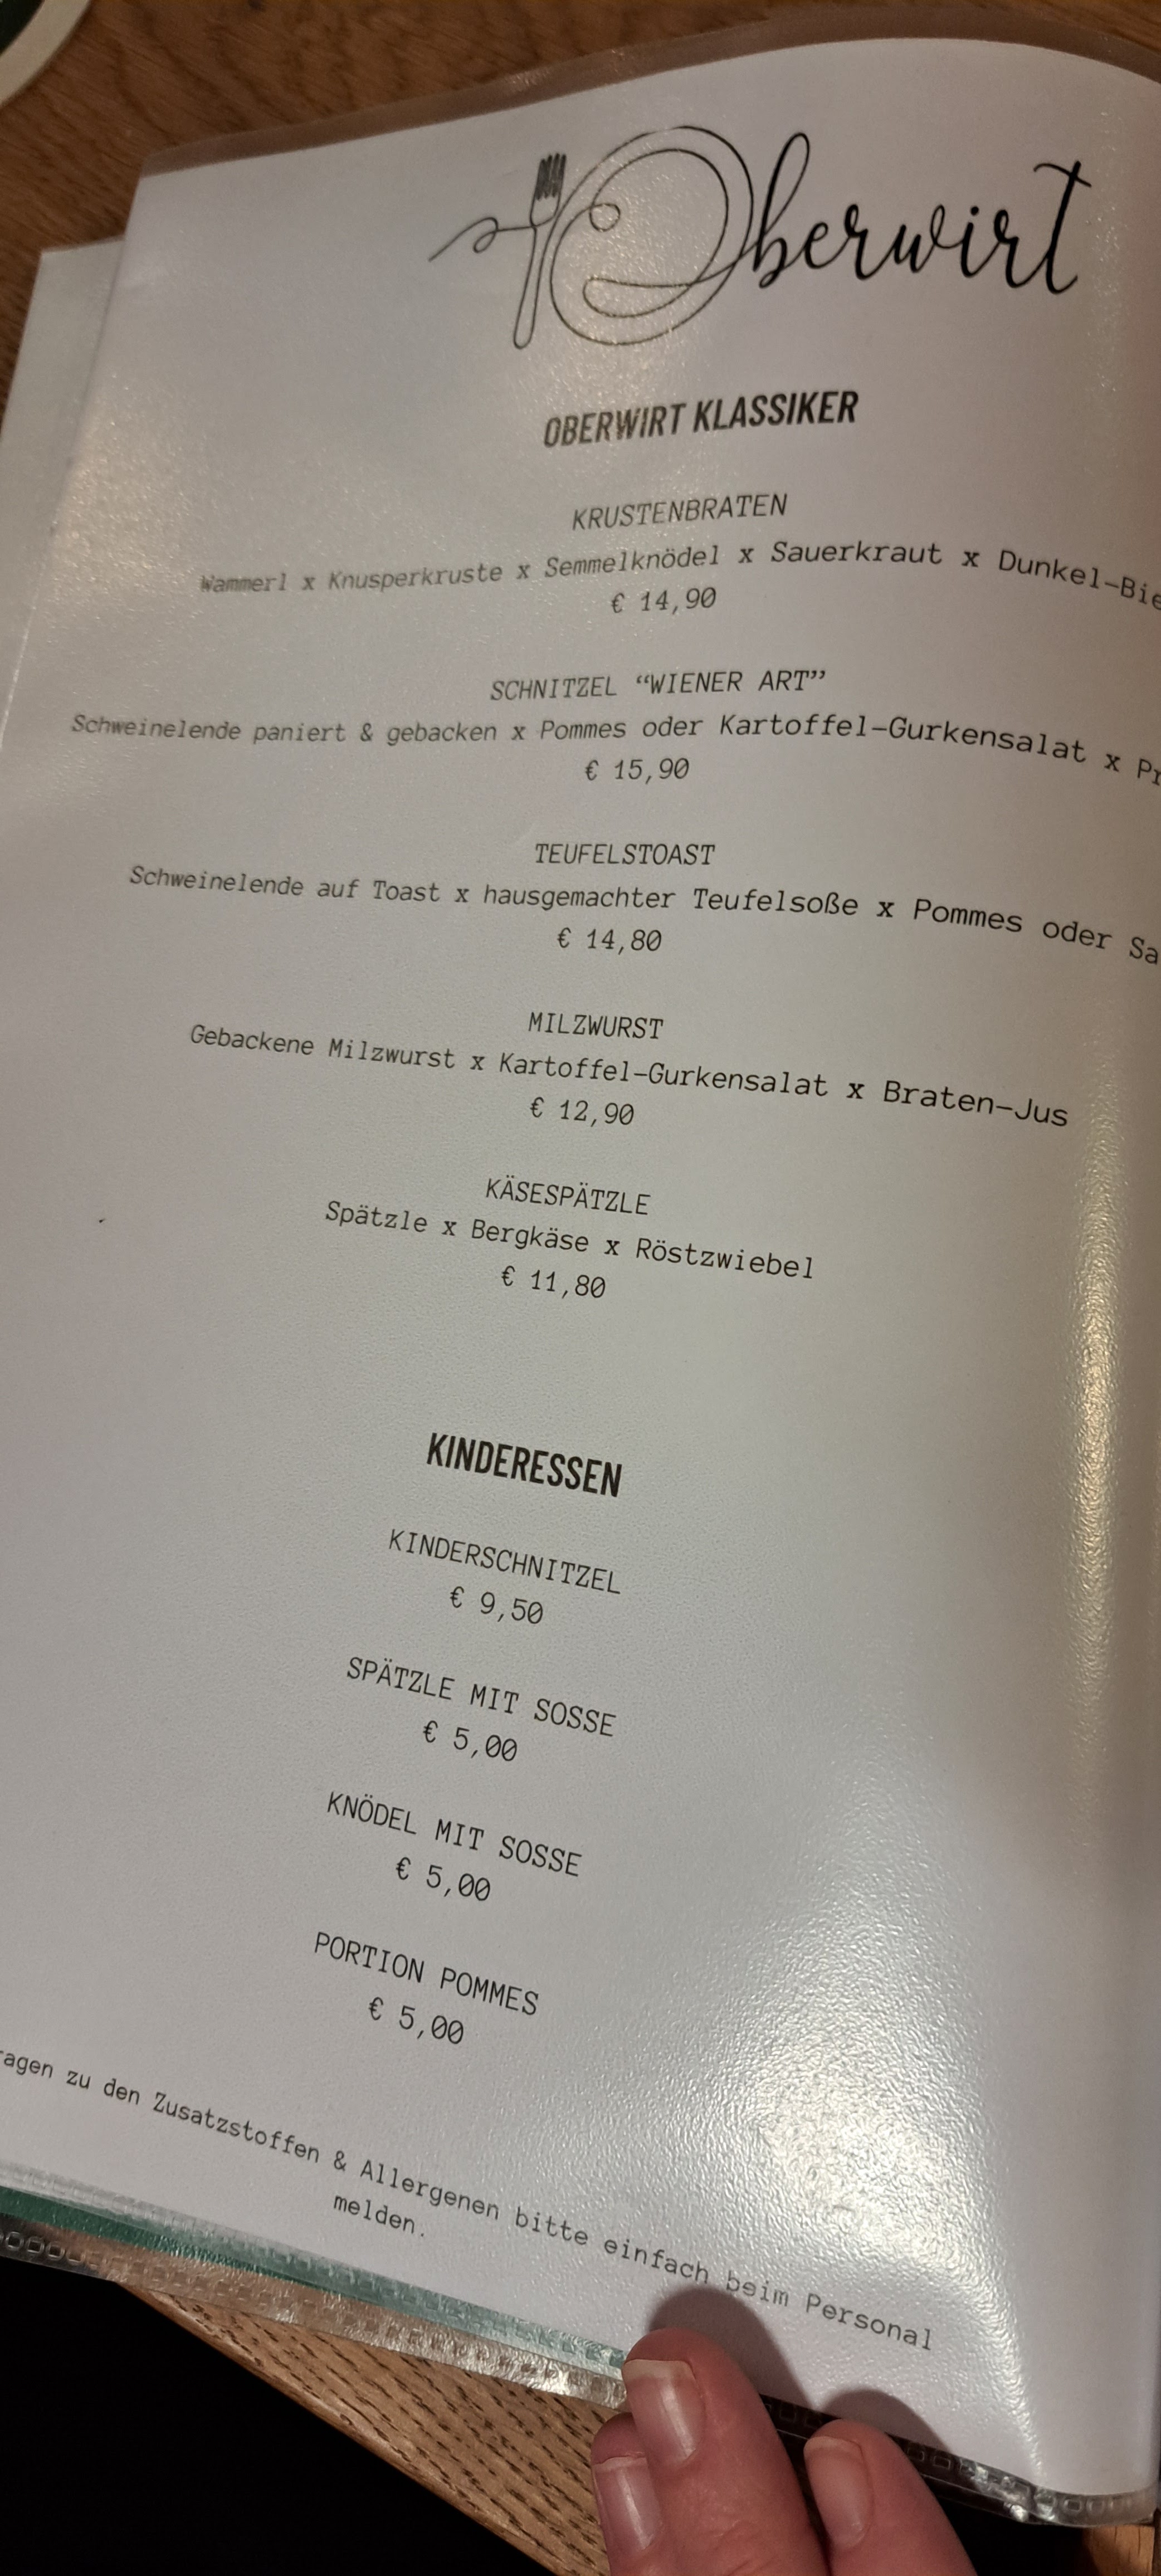 Oberwirt
OBERWIRT KLASSIKER
KRUSTENBRATEN
Wammerl x Knusperkruste x Semmelknödel x Sauerkraut x Dunkel-Bie
€ 14,90
SCHNITZEL “WIENER ART”
Schweinelende paniert & gebacken x Pommes oder Kartoffel-Gurkensalat x Pr
€ 15,90
TEUFELSTOAST
Schweinelende auf Toast x hausgemachter Teufelsoße x Pommes oder Sa
€ 14,80
MILZWURST
Gebackene Milzwurst x Kartoffel-Gurkensalat x Braten-Jus
€ 12,90
KÄSESPÄTZLE
Spätzle x Bergkäse x Röstzwiebel
€ 11,80
KINDERESSEN
KINDERSCHNITZEL
€ 9,50
SPÄTZLE MIT SOSSE
€ 5,00
KNÖDEL MIT SOSSE
€ 5,00
PORTION POMMES
€ 5,00
ragen zu den Zusatzstoffen & Allergenen bitte einfach beim Personal
melden.